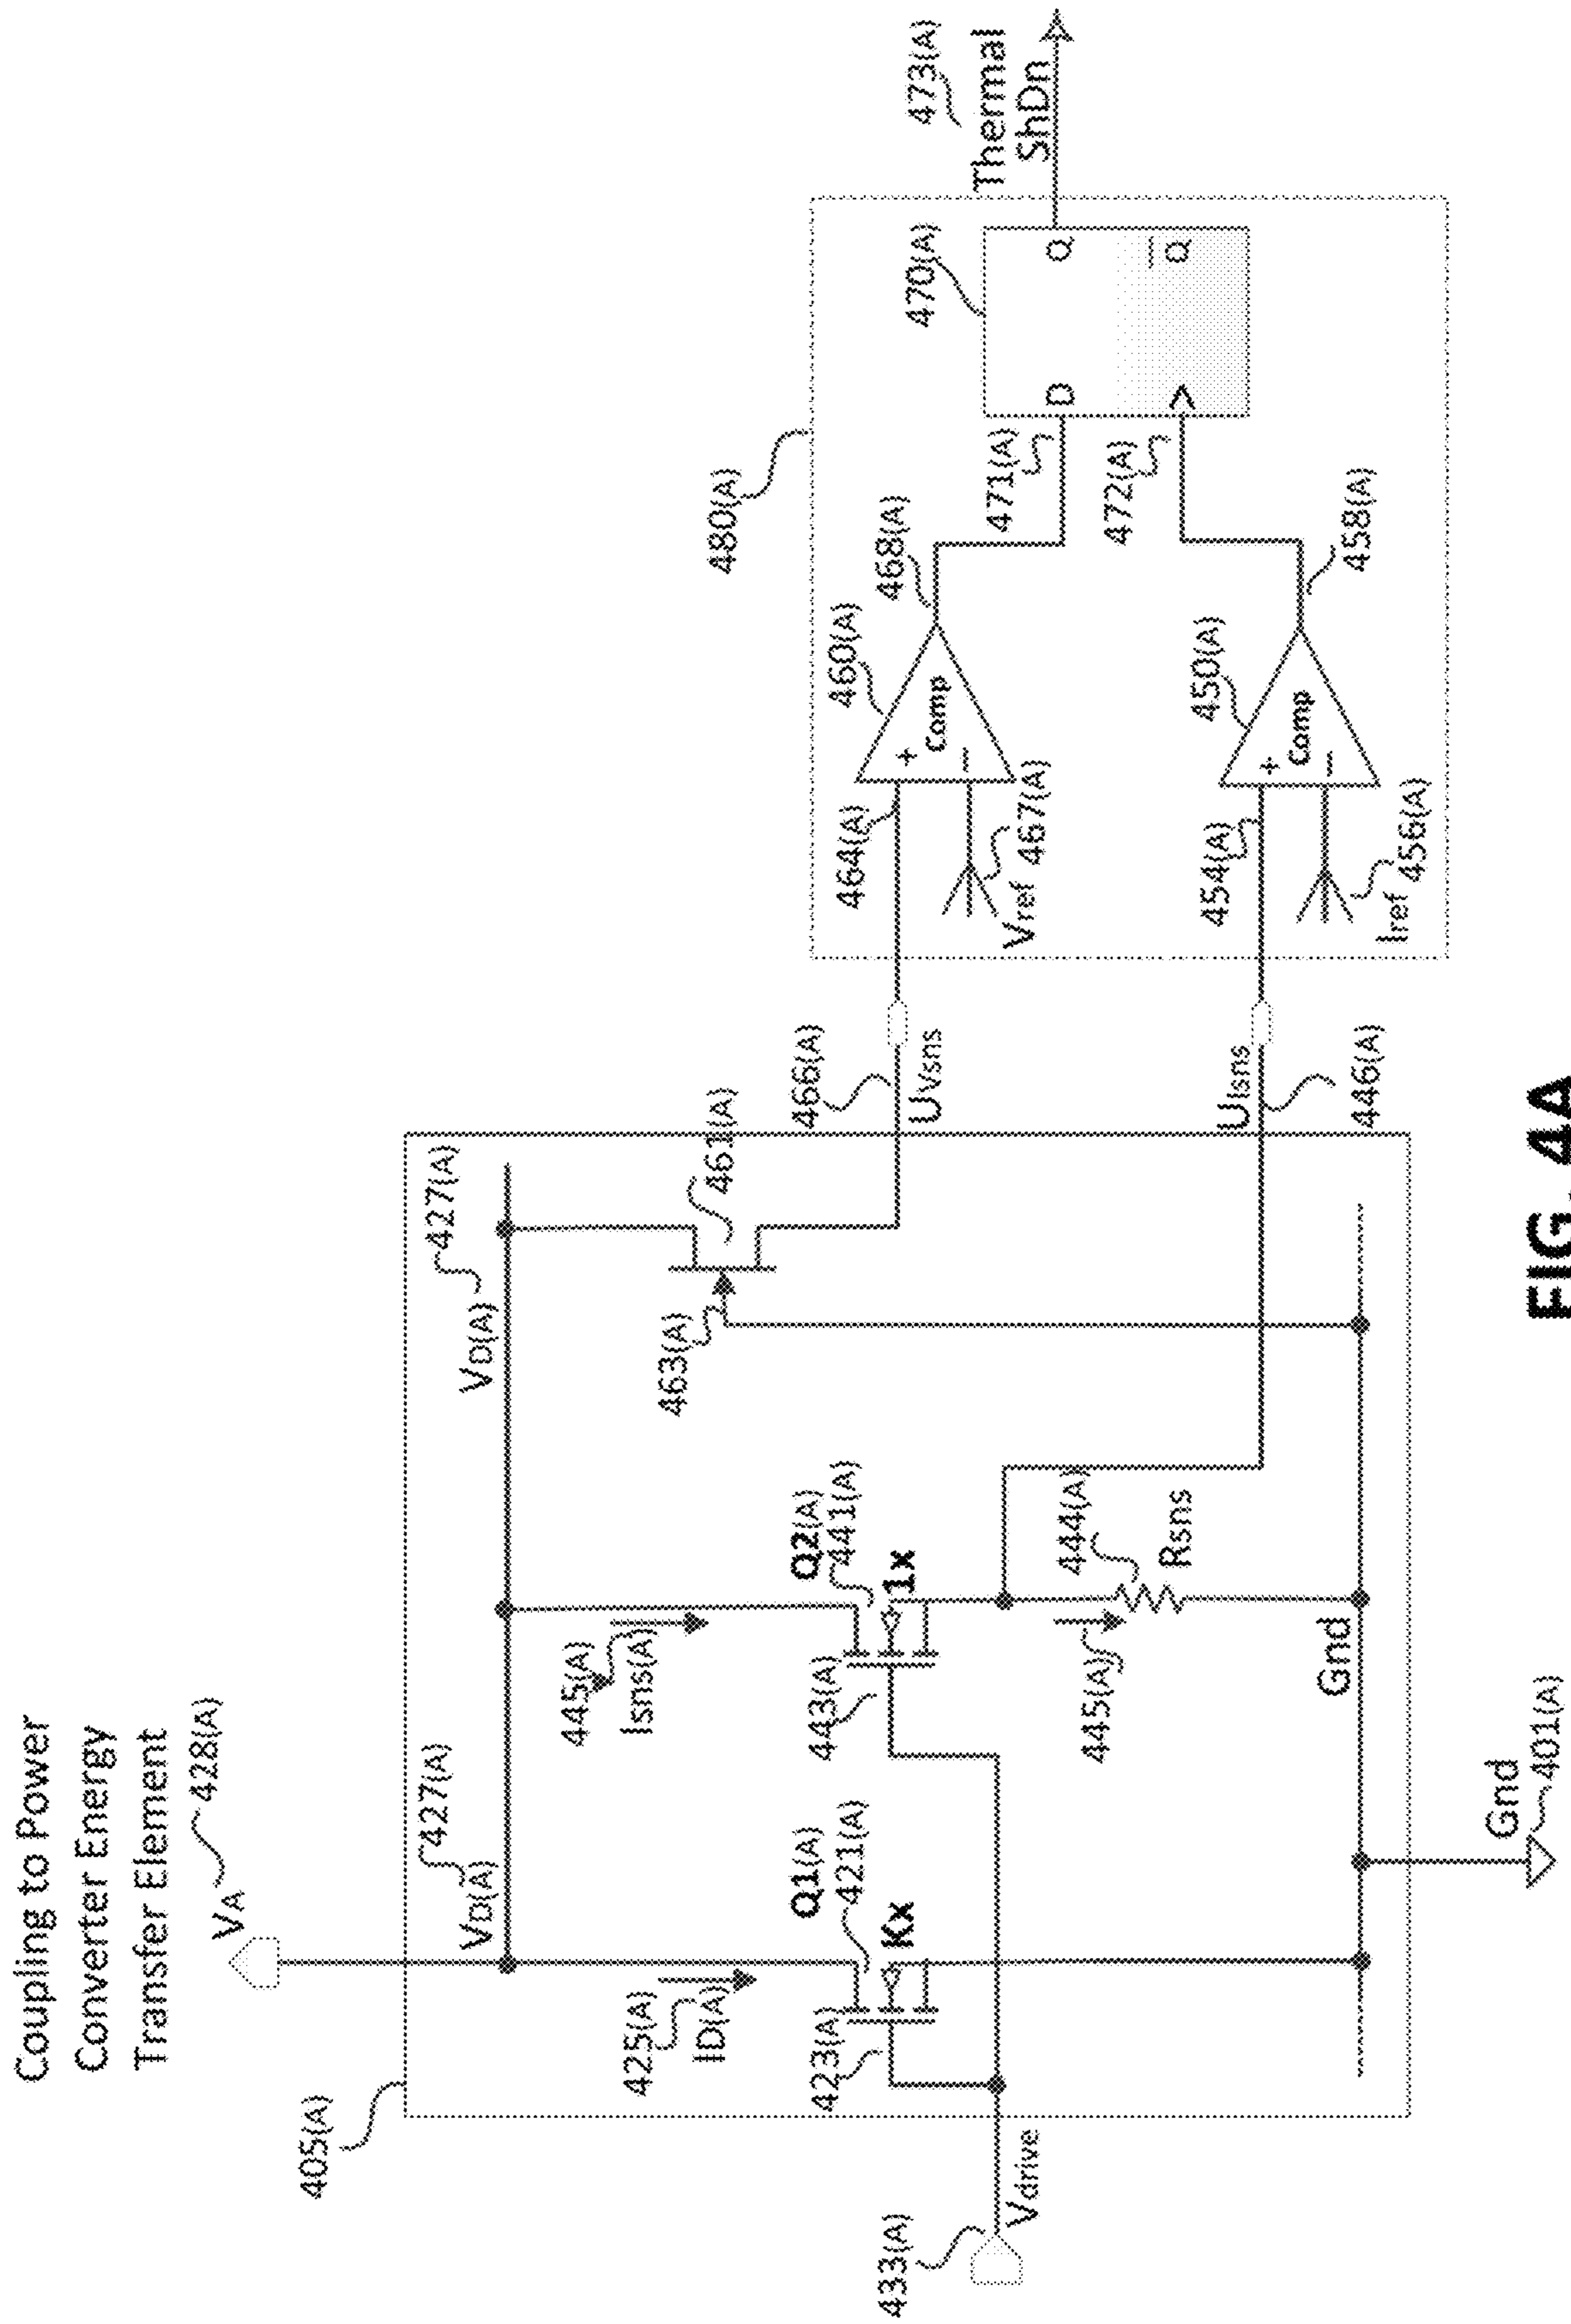 Coupling to Power
Converter Energy
Transfer Element
VA 428(A)
405(A)
VD(A) 427(A)
VD(A) 427(A)
425(A)
ID(A)
Q1(A)
421(A)
423(A)
Kx
445(A)
Isns(A)
Q2(A)
441(A)
443(A)
1x
445(A)
444(A)
Rsns
433(A)
Vdrive
Gnd
Gnd
401(A)
463(A)
461(A)
466(A)
UVsns
UIsns
446(A)
480(A)
464(A)
460(A)
468(A)
+
Comp
–
Vref 467(A)
454(A)
450(A)
458(A)
+
Comp
–
Iref 456(A)
471(A)
472(A)
470(A)
D
Q
>
Q̅
473(A)
Thermal
ShDn
FIG. 4A